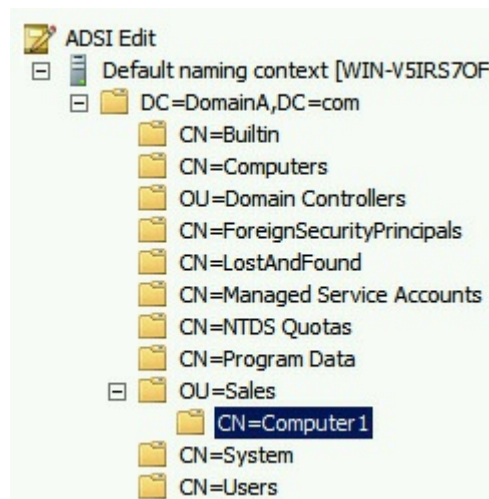 ADSI Edit
Default naming context [WIN-V5IRS7OF
DC=DomainA,DC=com
CN=Builtin
CN=Computers
OU=Domain Controllers
CN=ForeignSecurityPrincipals
CN=LostAndFound
CN=Managed Service Accounts
CN=NTDS Quotas
CN=Program Data
OU=Sales
CN=Computer1
CN=System
CN=Users